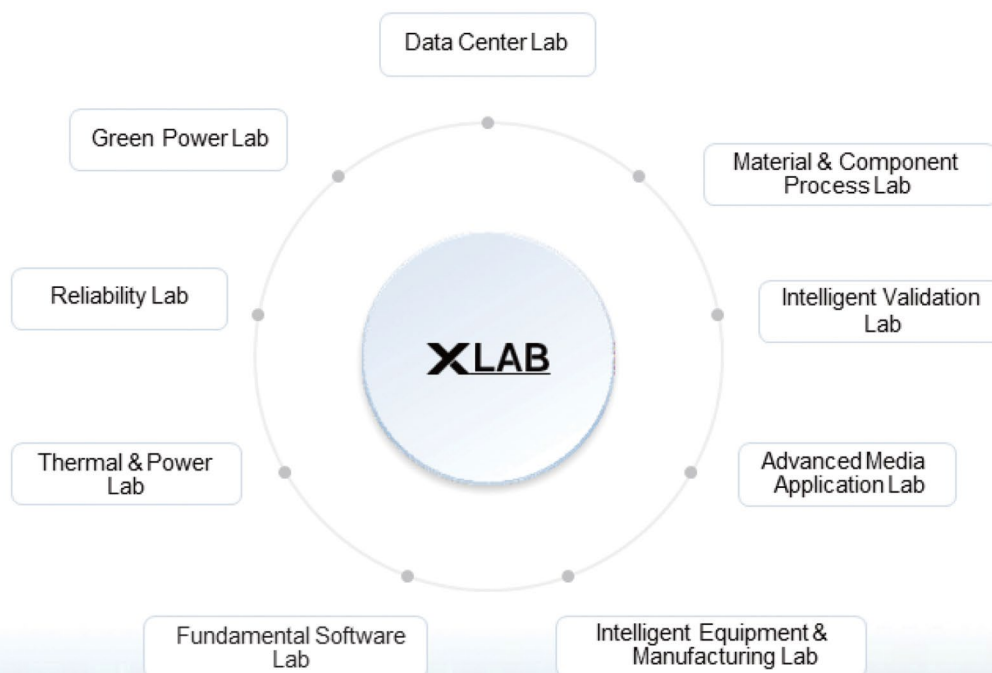 Data Center Lab
Green Power Lab
Material & Component
Process Lab
Reliability Lab
Intelligent Validation
Lab
XLAB
Thermal & Power
Lab
Advanced Media
Application Lab
Fundamental Software
Lab
Intelligent Equipment &
Manufacturing Lab